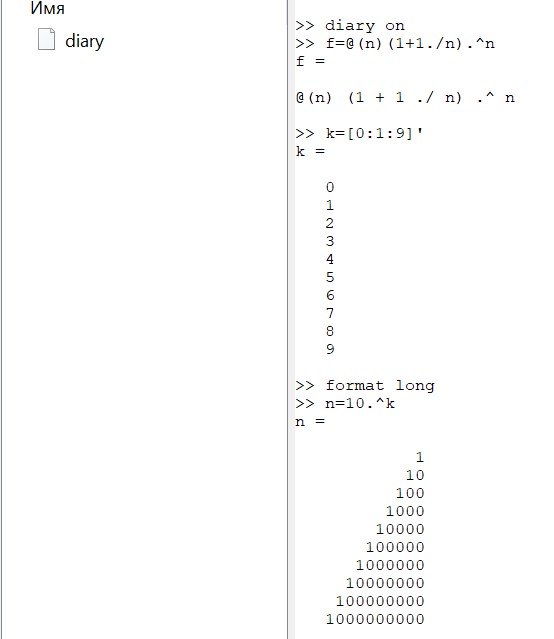 Имя
diary
>> diary on
>> f=@(n)(1+1./n).^n
f =
@(n) (1 + 1 ./ n) .^ n
>> k=[0:1:9]'
k =
0
1
2
3
4
5
6
7
8
9
>> format long
>> n=10.^k
n =
1
10
100
1000
10000
100000
1000000
10000000
100000000
1000000000